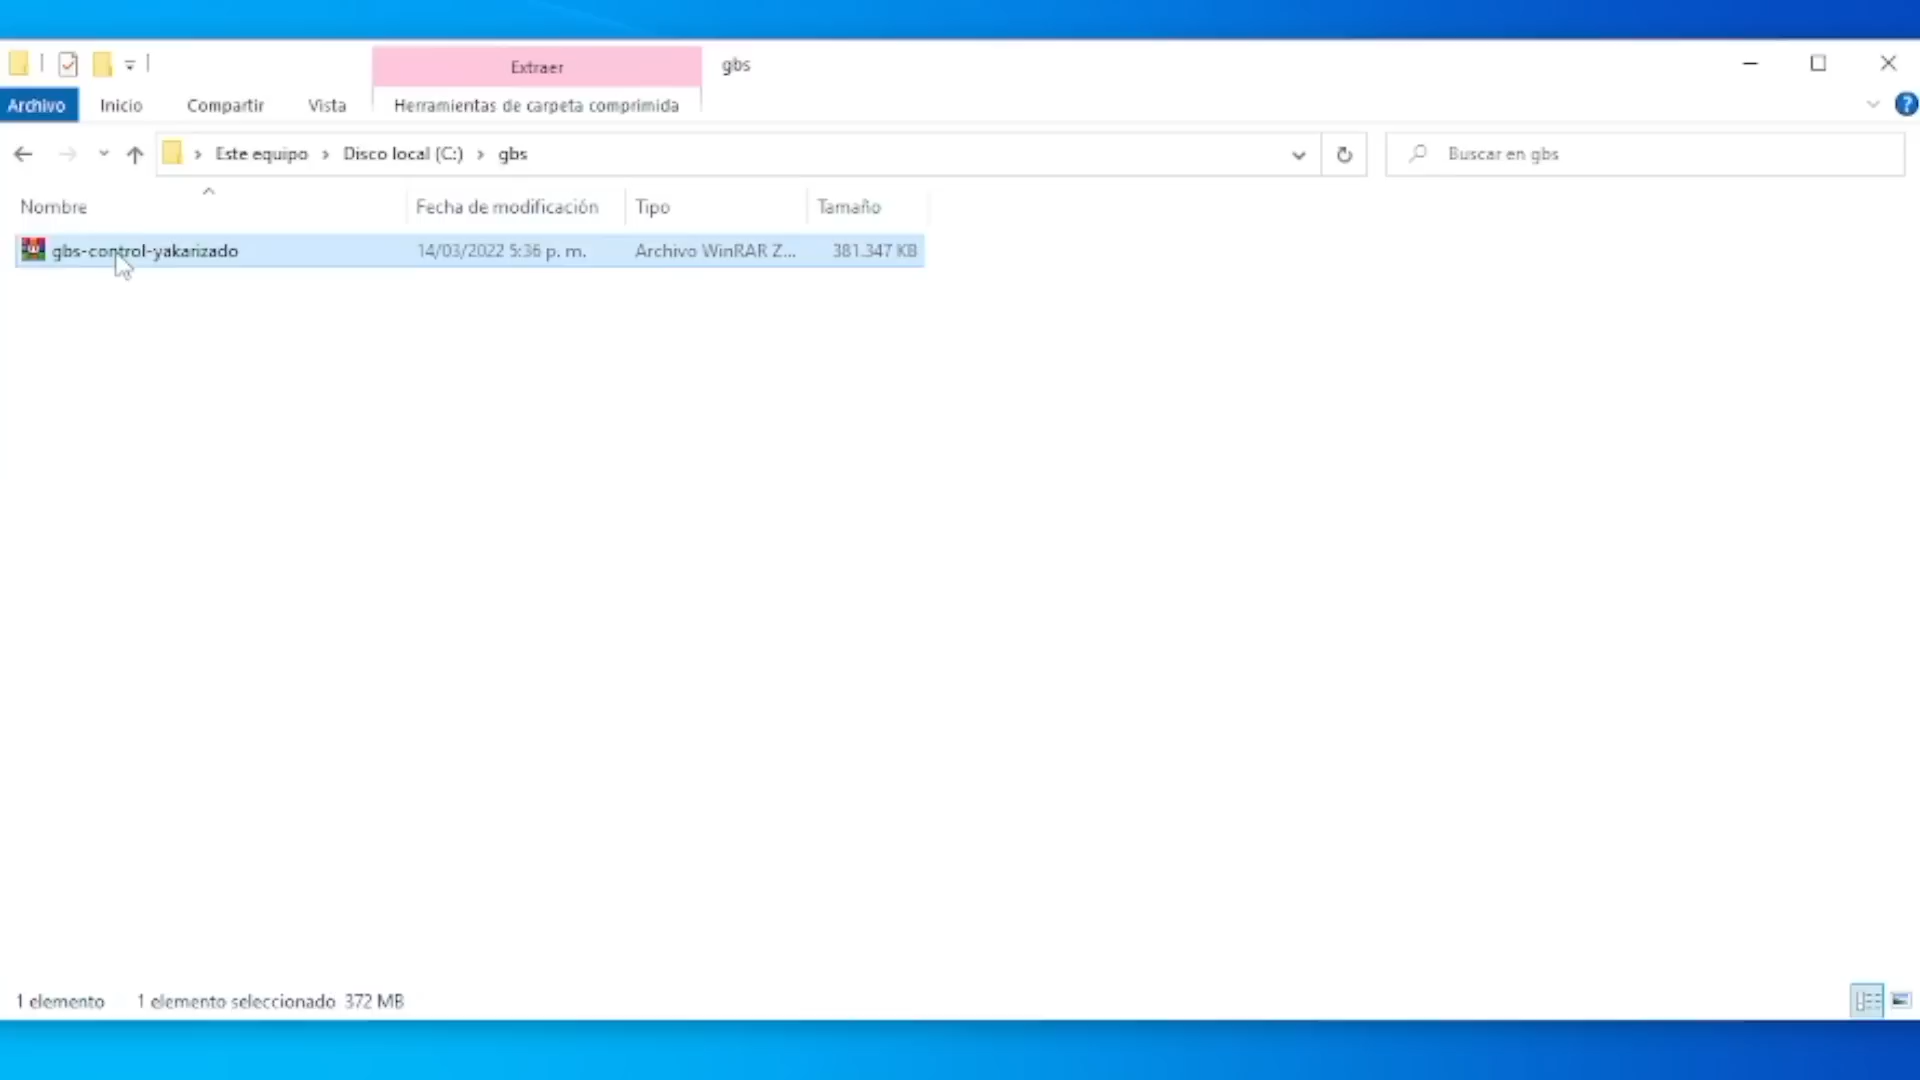 Extraer
gbs
Archivo
Inicio
Compartir
Vista
Herramientas de carpeta comprimida
?
Este equipo › Disco local (C:) › gbs
Buscar en gbs
Nombre
Fecha de modificación
Tipo
Tamaño
gbs-control-yakarizado
14/03/2022 5:36 p. m.
Archivo WinRAR Z...
381.347 KB
1 elemento
1 elemento seleccionado 372 MB